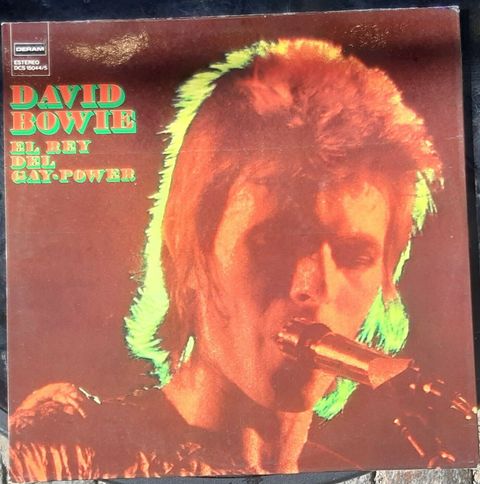 DERAM
ESTEREO
DCS 15044/5
DAVID
BOWIE
EL REY
DEL
GAY-POWER